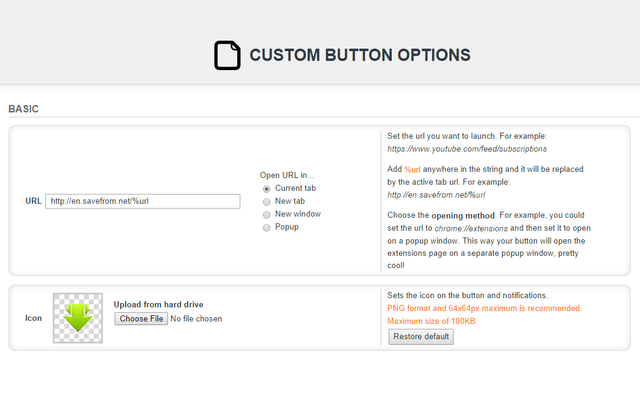 CUSTOM BUTTON OPTIONS
BASIC
URL
http://en.savefrom.net/%url
Open URL in...
Current tab
New tab
New window
Popup
Set the url you want to launch. For example:
https://www.youtube.com/feed/subscriptions
Add %url anywhere in the string and it will be replaced
by the active tab url. For example:
http://en.savefrom.net/%url
Choose the opening method. For example, you could
set the url to chrome://extensions and then set it to open
on a popup window. This way your button will open the
extensions page on a separate popup window, pretty
cool!
Icon
Upload from hard drive
Choose File No file chosen
Sets the icon on the button and notifications.
PNG format and 64x64px maximum is recommended.
Maximum size of 100KB.
Restore default